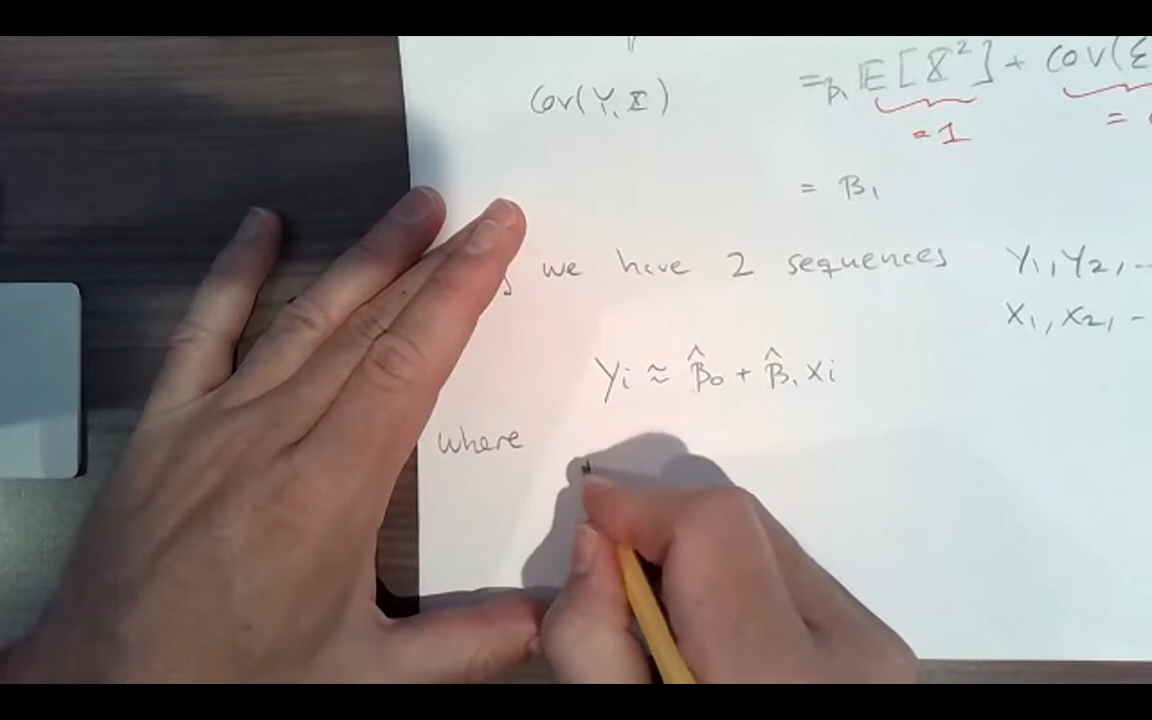 Cov(Y, X) = β₁ E[X²] + Cov(ε
= 1 =
= β₁
we have 2 sequences Y₁, Y₂, ...
X₁, X₂, ...
Yi ≈ β̂₀ + β̂₁ Xi
where